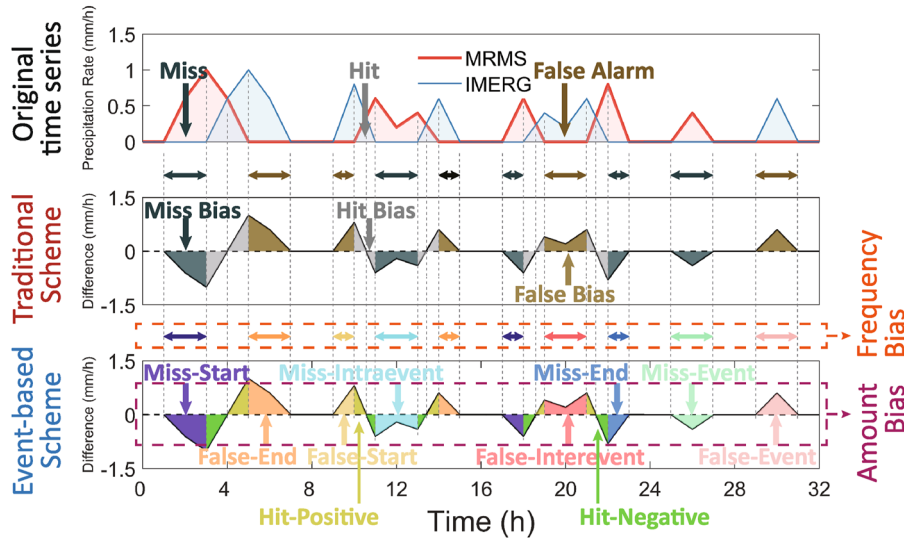 Original
time series
Precipitation Rate (mm/h)
1.5
1
0.5
0
Miss
Hit
False Alarm
MRMS
IMERG
Traditional
Scheme
Difference (mm/h)
1.5
0
-1.5
Miss Bias
Hit Bias
False Bias
Frequency
Bias
Event-based
Scheme
Difference (mm/h)
1.5
0
-1.5
Miss-Start
Miss-Intraevent
Miss-End
Miss-Event
False-End
False-Start
False-Interevent
False-Event
Amount
Bias
0
4
8
12
16
20
24
28
32
Hit-Positive
Time (h)
Hit-Negative